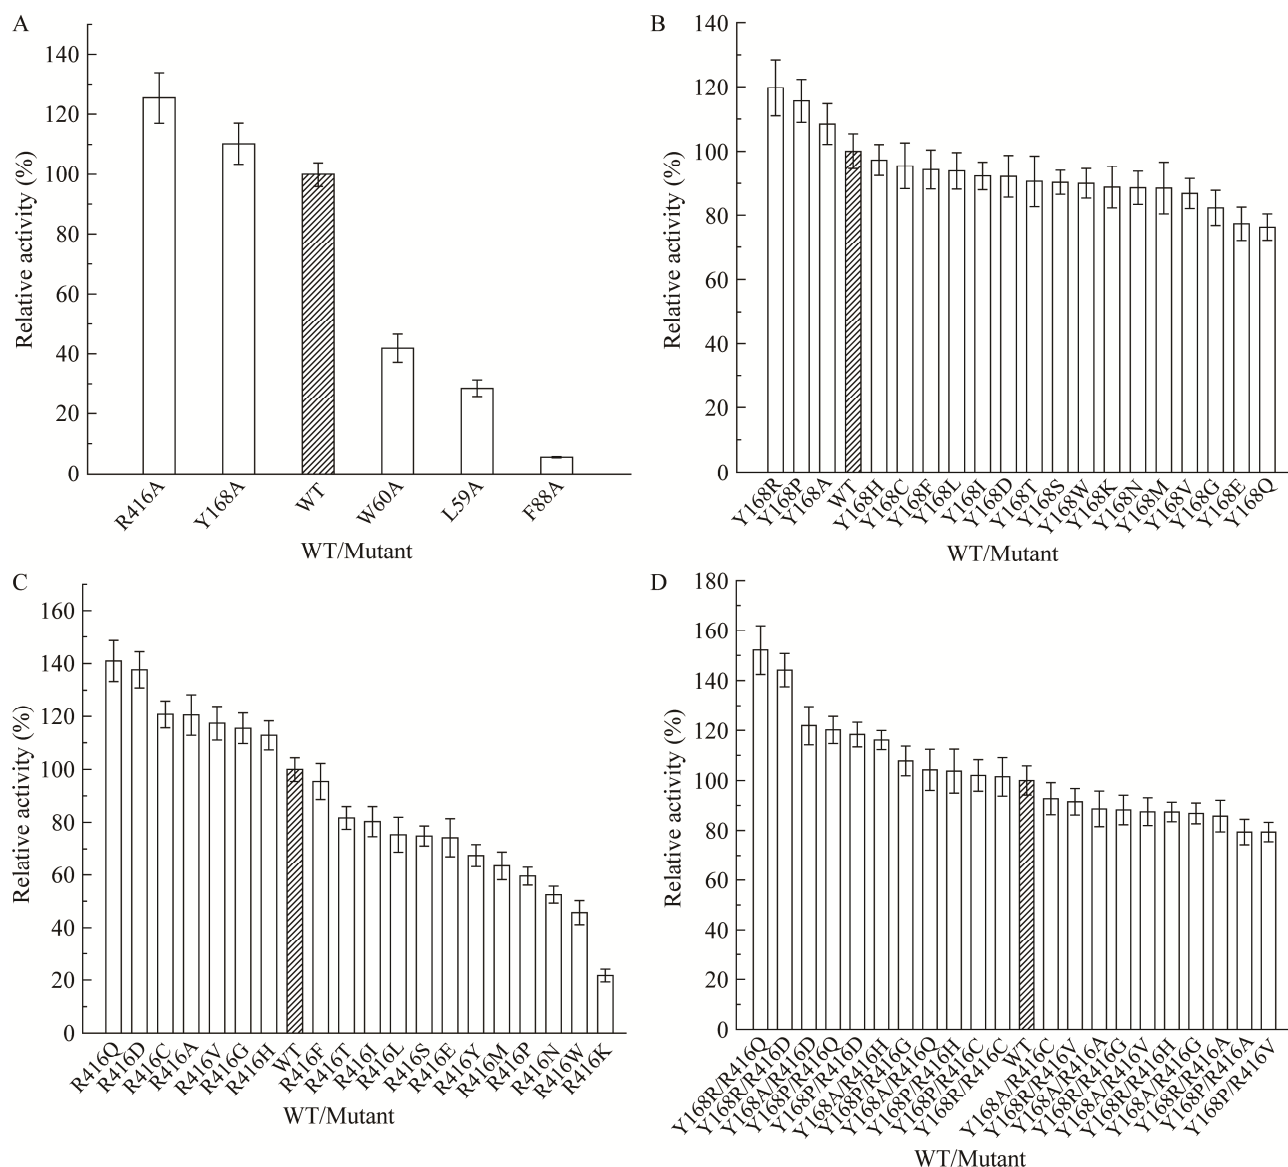 A
Relative activity (%)
140
120
100
80
60
40
20
0
R416A
Y168A
WT
W60A
L59A
F88A
WT/Mutant
B
Relative activity (%)
140
120
100
80
60
40
20
0
Y168R
Y168P
Y168A
WT
Y168H
Y168C
Y168F
Y168L
Y168I
Y168D
Y168T
Y168S
Y168W
Y168K
Y168N
Y168M
Y168V
Y168G
Y168E
Y168Q
WT/Mutant
C
Relative activity (%)
160
140
120
100
80
60
40
20
0
R416Q
R416D
R416C
R416A
R416V
R416G
R416H
WT
R416F
R416T
R416I
R416L
R416S
R416E
R416Y
R416M
R416P
R416N
R416W
R416K
WT/Mutant
D
Relative activity (%)
180
160
140
120
100
80
60
40
20
0
Y168R/R416Q
Y168R/R416D
Y168A/R416D
Y168P/R416Q
Y168P/R416D
Y168A/R416H
Y168P/R416G
Y168A/R416Q
Y168P/R416H
Y168P/R416C
Y168R/R416C
WT
Y168A/R416C
Y168R/R416V
Y168A/R416A
Y168R/R416G
Y168A/R416V
Y168R/R416H
Y168A/R416G
Y168R/R416A
Y168P/R416A
Y168P/R416V
WT/Mutant